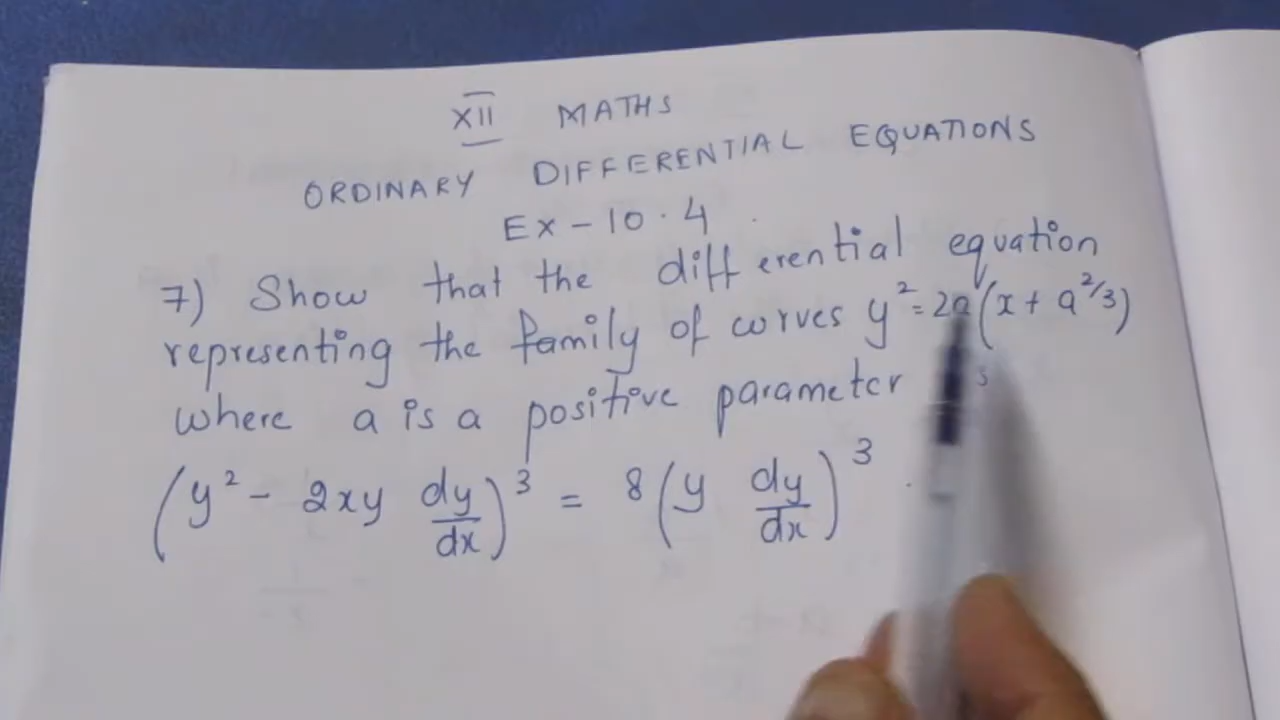 XII MATHS
ORDINARY DIFFERENTIAL EQUATIONS
Ex - 10.4
7) Show that the differential equation
representing the family of corves y² = 2a(x + a^2/3)
where a is a positive parameter
(y² - 2xy dy/dx)³ = 8(y dy/dx)³